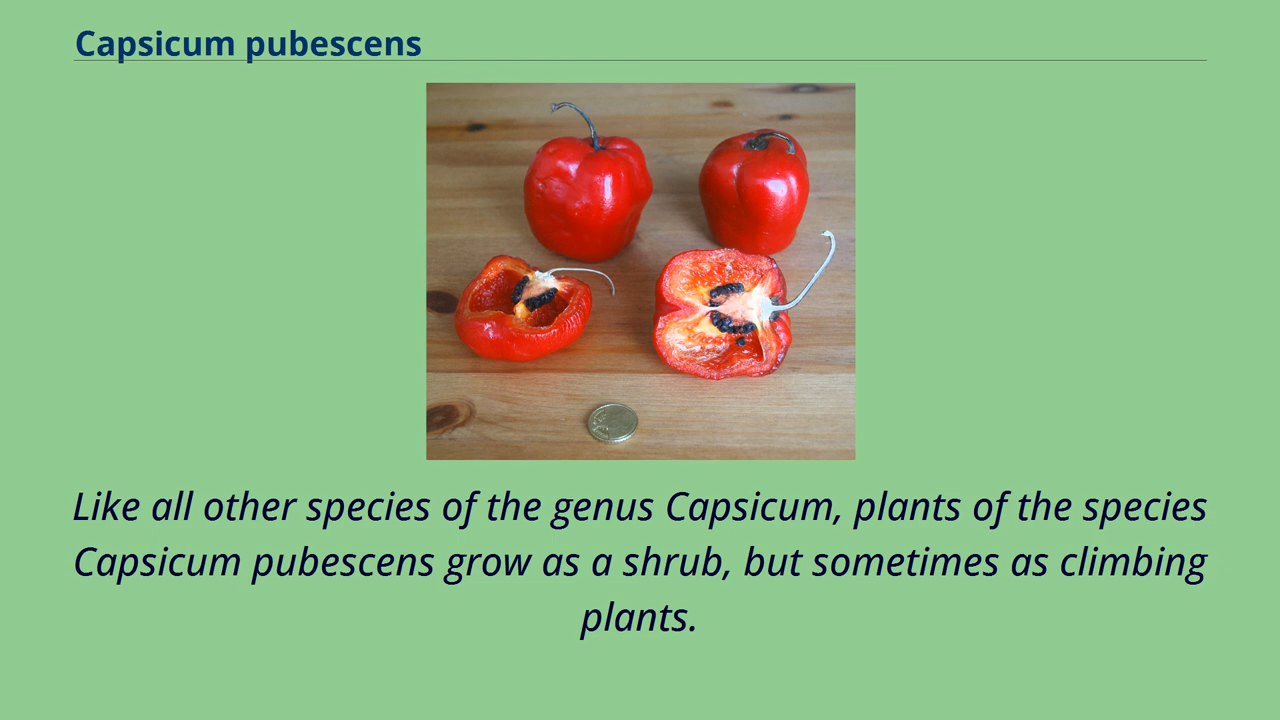 Capsicum pubescens
Like all other species of the genus Capsicum, plants of the species
Capsicum pubescens grow as a shrub, but sometimes as climbing
plants.